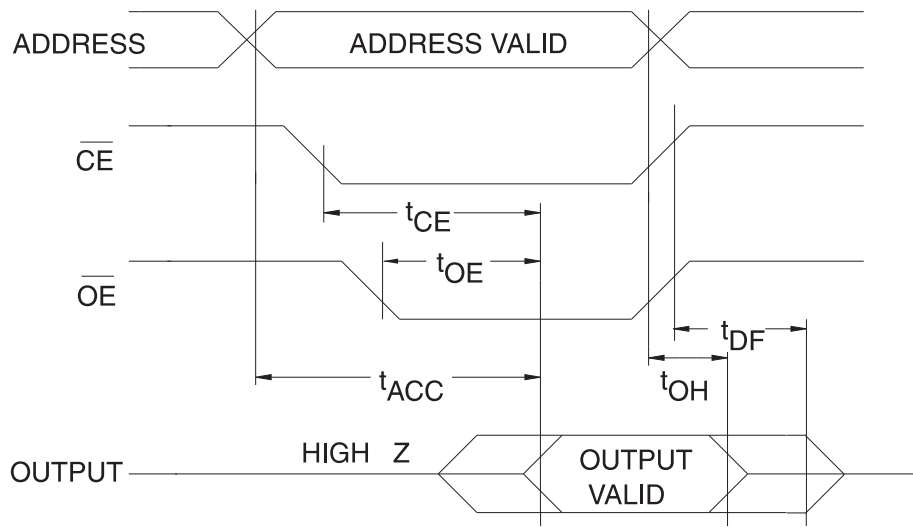 ADDRESS
ADDRESS VALID
CE
tCE
OE
tOE
tDF
tACC
tOH
OUTPUT
HIGH Z
OUTPUT
VALID